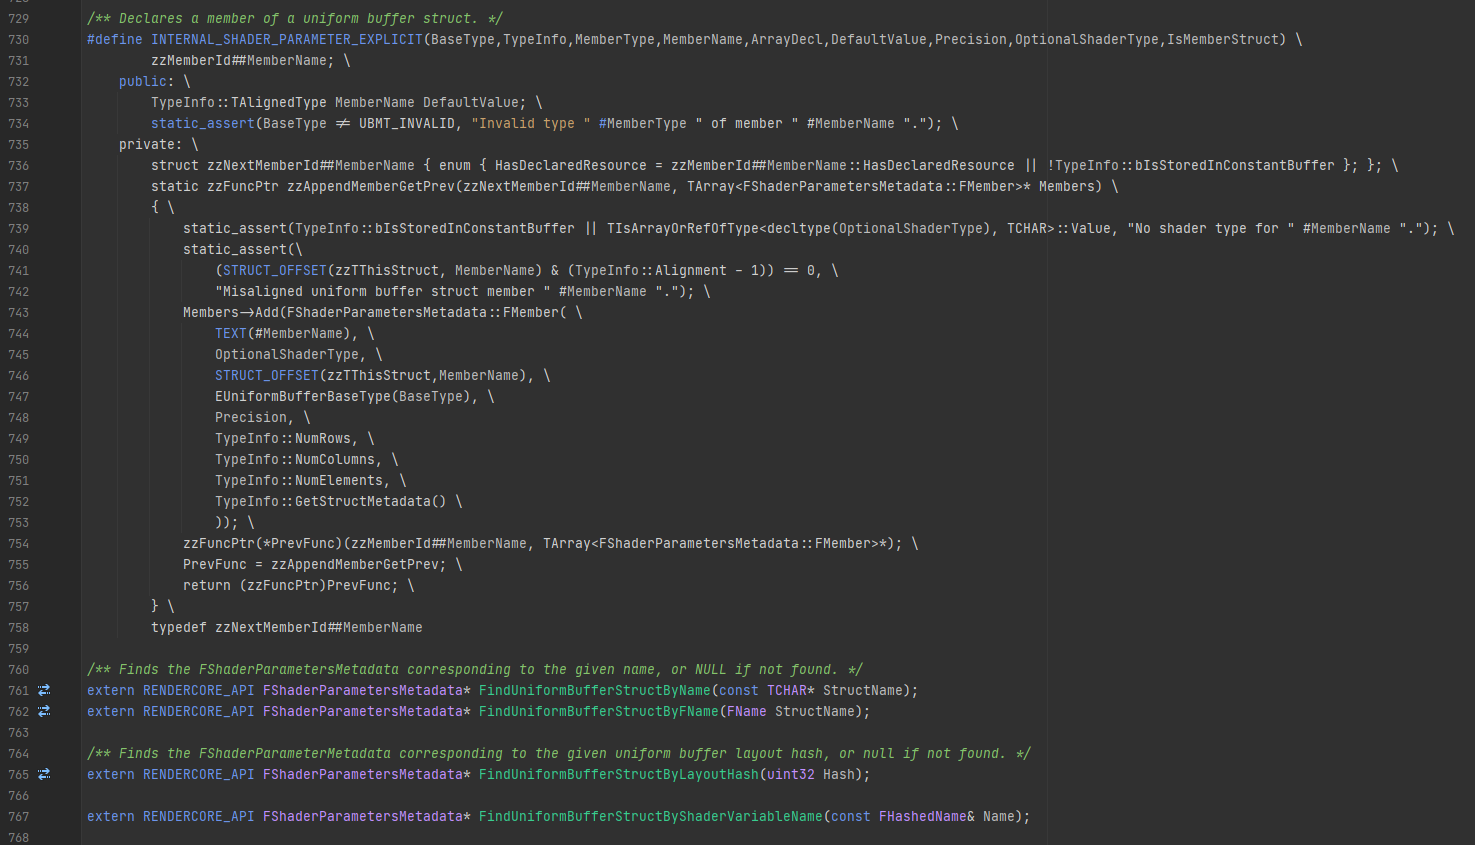 729 /** Declares a member of a uniform buffer struct. */
730 #define INTERNAL_SHADER_PARAMETER_EXPLICIT(BaseType,TypeInfo,MemberType,MemberName,ArrayDecl,DefaultValue,Precision,OptionalShaderType,IsMemberStruct) \
731 zzMemberId##MemberName; \
732 public: \
733 TypeInfo::TAlignedType MemberName DefaultValue; \
734 static_assert(BaseType != UBMT_INVALID, "Invalid type " #MemberType " of member " #MemberName "."); \
735 private: \
736 struct zzNextMemberId##MemberName { enum { HasDeclaredResource = zzMemberId##MemberName::HasDeclaredResource || !TypeInfo::bIsStoredInConstantBuffer }; }; \
737 static zzFuncPtr zzAppendMemberGetPrev(zzNextMemberId##MemberName, TArray<FShaderParametersMetadata::FMember>* Members) \
738 { \
739 static_assert(TypeInfo::bIsStoredInConstantBuffer || TIsArrayOrRefOfType<decltype(OptionalShaderType), TCHAR>::Value, "No shader type for " #MemberName "."); \
740 static_assert(\
741 (STRUCT_OFFSET(zzTThisStruct, MemberName) & (TypeInfo::Alignment - 1)) == 0, \
742 "Misaligned uniform buffer struct member " #MemberName "."); \
743 Members->Add(FShaderParametersMetadata::FMember( \
744 TEXT(#MemberName), \
745 OptionalShaderType, \
746 STRUCT_OFFSET(zzTThisStruct,MemberName), \
747 EUniformBufferBaseType(BaseType), \
748 Precision, \
749 TypeInfo::NumRows, \
750 TypeInfo::NumColumns, \
751 TypeInfo::NumElements, \
752 TypeInfo::GetStructMetadata() \
753 )); \
754 zzFuncPtr(*PrevFunc)(zzMemberId##MemberName, TArray<FShaderParametersMetadata::FMember>*); \
755 PrevFunc = zzAppendMemberGetPrev; \
756 return (zzFuncPtr)PrevFunc; \
757 } \
758 typedef zzNextMemberId##MemberName
759
760 /** Finds the FShaderParametersMetadata corresponding to the given name, or NULL if not found. */
761 extern RENDERCORE_API FShaderParametersMetadata* FindUniformBufferStructByName(const TCHAR* StructName);
762 extern RENDERCORE_API FShaderParametersMetadata* FindUniformBufferStructByFName(FName StructName);
763
764 /** Finds the FShaderParameterMetadata corresponding to the given uniform buffer layout hash, or null if not found. */
765 extern RENDERCORE_API FShaderParametersMetadata* FindUniformBufferStructByLayoutHash(uint32 Hash);
766
767 extern RENDERCORE_API FShaderParametersMetadata* FindUniformBufferStructByShaderVariableName(const FHashedName& Name);
768